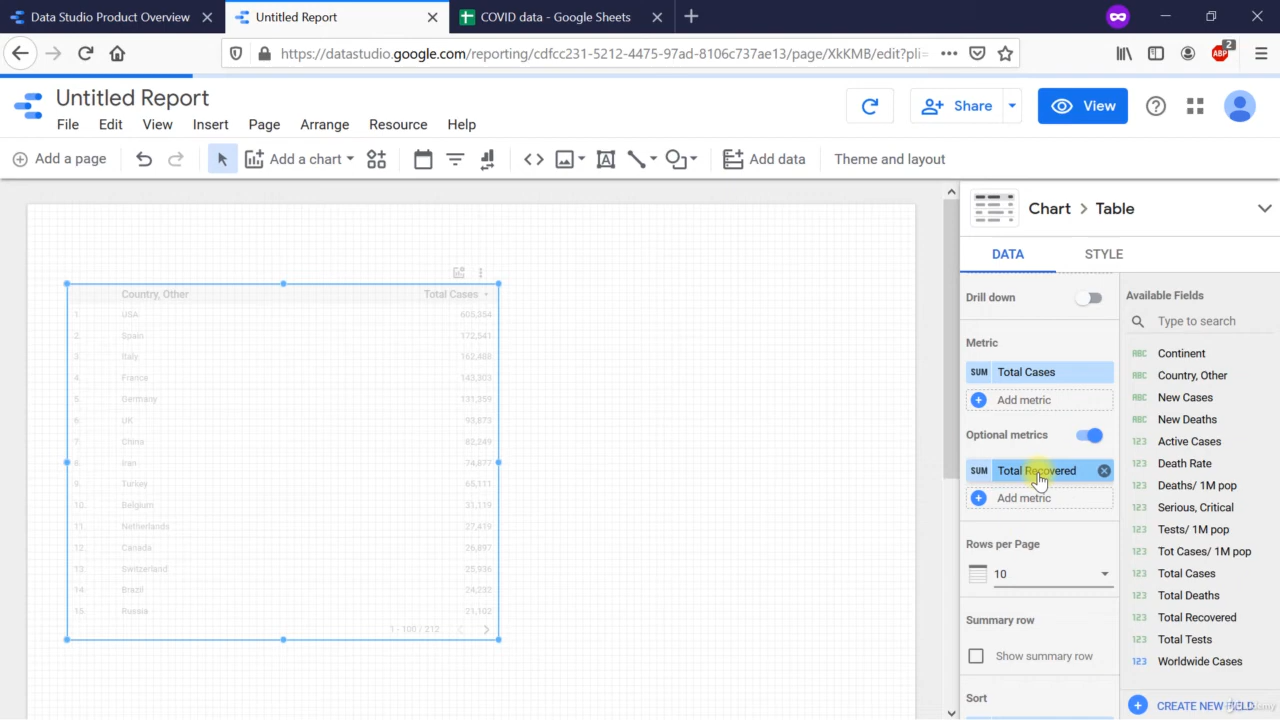 Data Studio Product Overview
Untitled Report
COVID data - Google Sheets
https://datastudio.google.com/reporting/cdfcc231-5212-4475-97ad-8106c737ae13/page/XkKMB/edit?pli=
ABP
2
Untitled Report
File Edit View Insert Page Arrange Resource Help
Share
View
Add a page
Add a chart
Add data
Theme and layout
Chart > Table
DATA
STYLE
Drill down
Metric
SUM Total Cases
Add metric
Optional metrics
SUM Total Recovered
Add metric
Rows per Page
10
Summary row
Show summary row
Sort
Available Fields
Type to search
ABC Continent
ABC Country, Other
ABC New Cases
ABC New Deaths
123 Active Cases
123 Death Rate
123 Deaths/ 1M pop
123 Serious, Critical
123 Tests/ 1M pop
123 Tot Cases/ 1M pop
123 Total Cases
123 Total Deaths
123 Total Recovered
123 Total Tests
123 Worldwide Cases
CREATE NEW FIELD
Country, Other Total Cases
1. USA 605,354
2. Spain 172,541
3. Italy 162,488
4. France 143,303
5. Germany 131,359
6. UK 93,873
7. China 82,249
8. Iran 74,877
9. Turkey 65,111
10. Belgium 31,119
11. Netherlands 27,419
12. Canada 26,897
13. Switzerland 25,936
14. Brazil 24,232
15. Russia 21,102
1 - 100 / 212